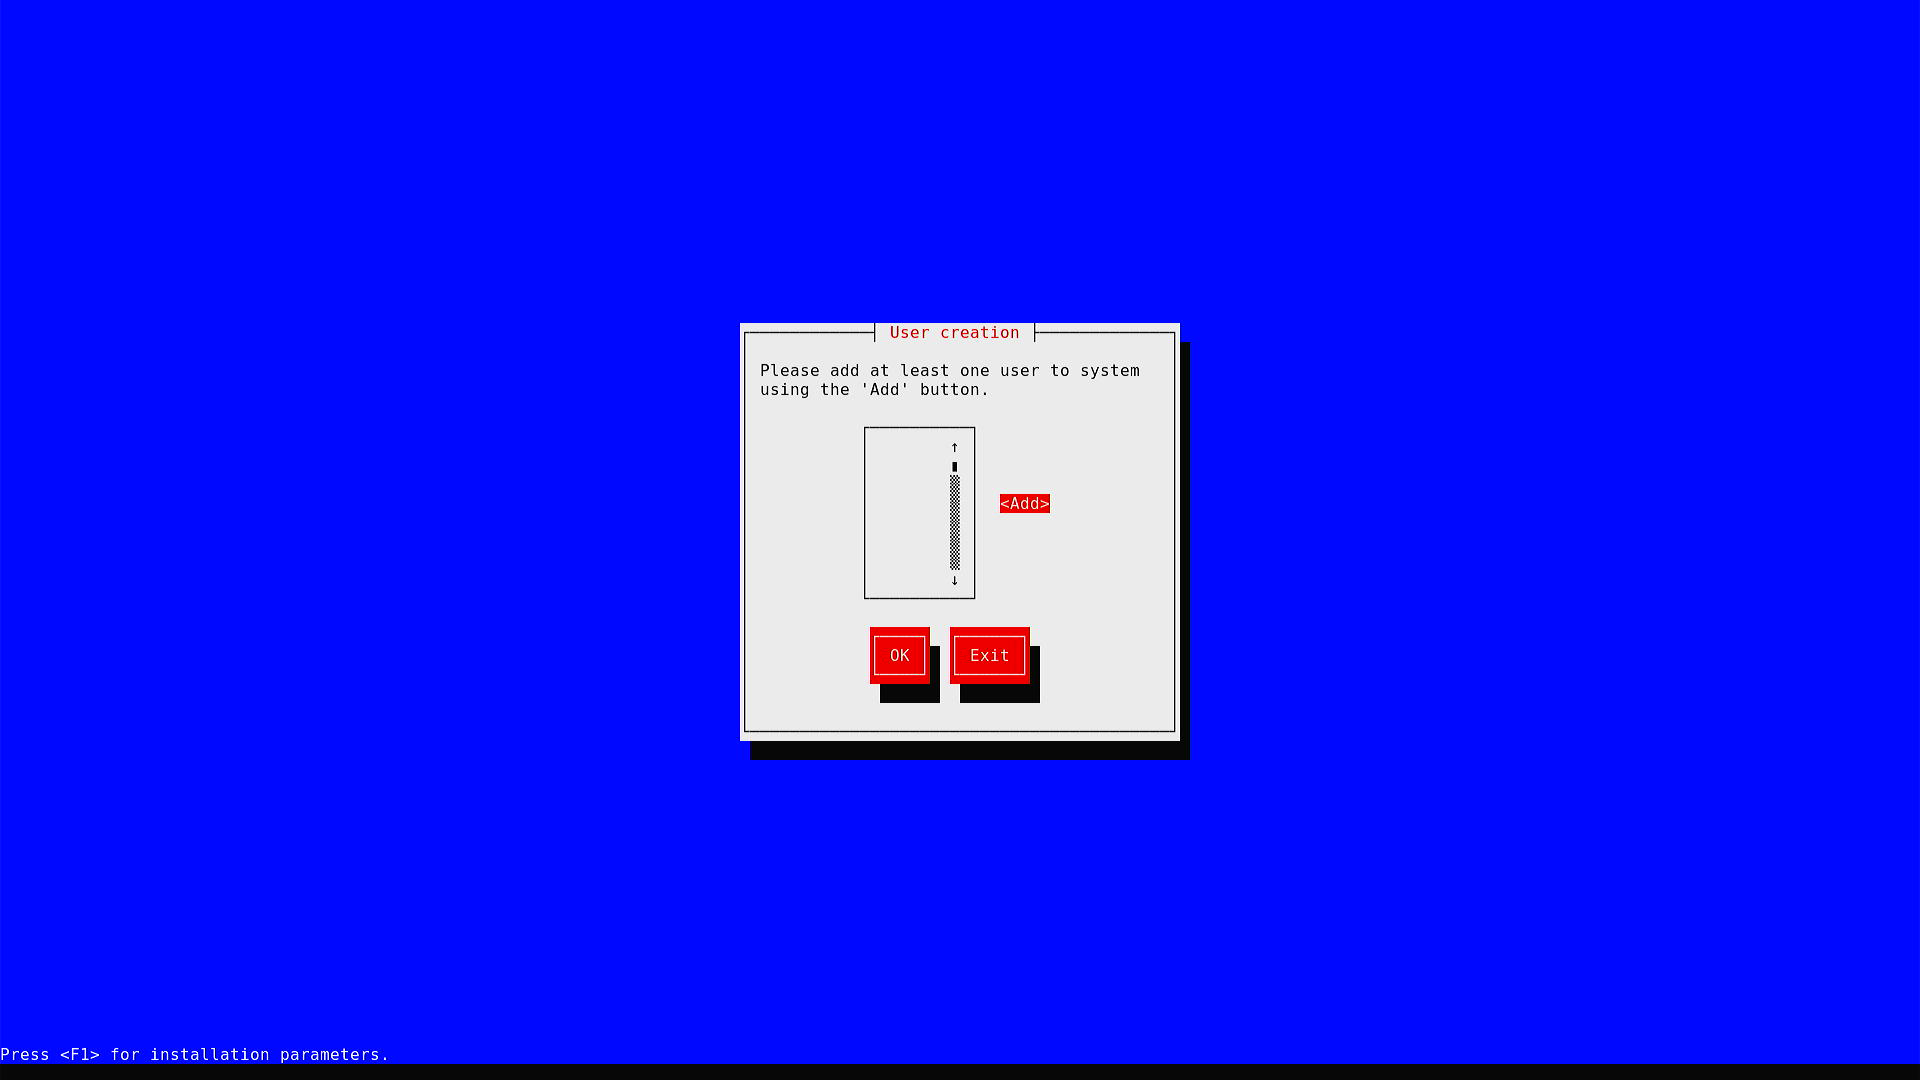 User creation
Please add at least one user to system
using the 'Add' button.
↑
<Add>
↓
OK Exit
Press <F1> for installation parameters.